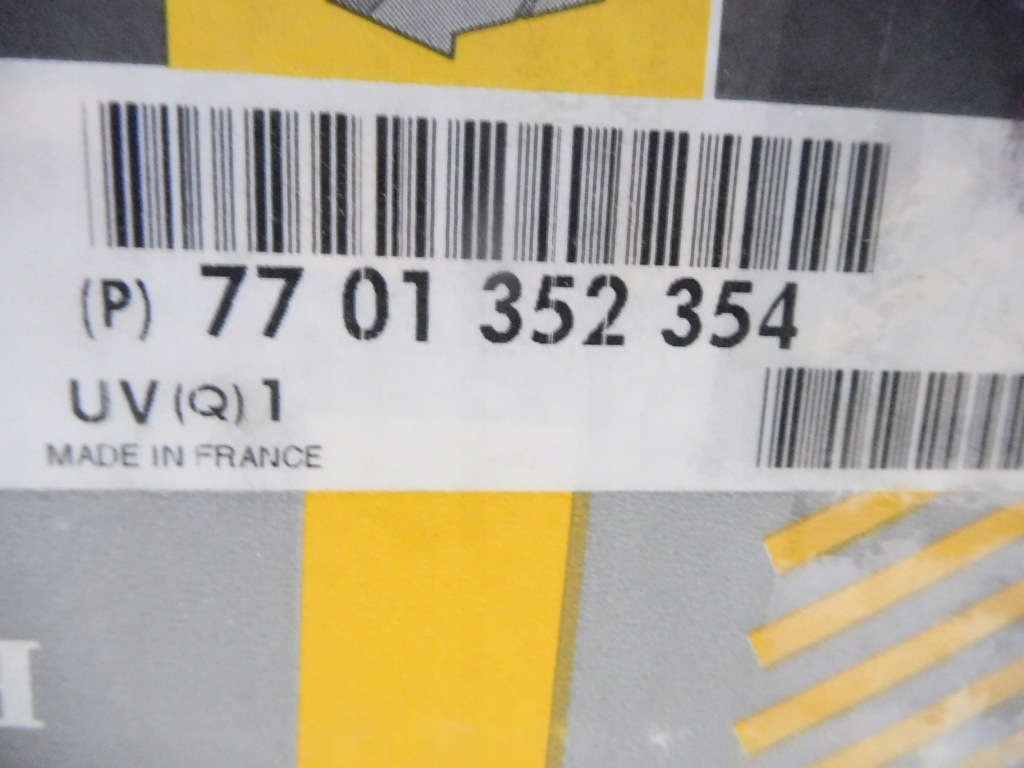 (P) 77 01 352 354
UV (Q) 1
MADE IN FRANCE